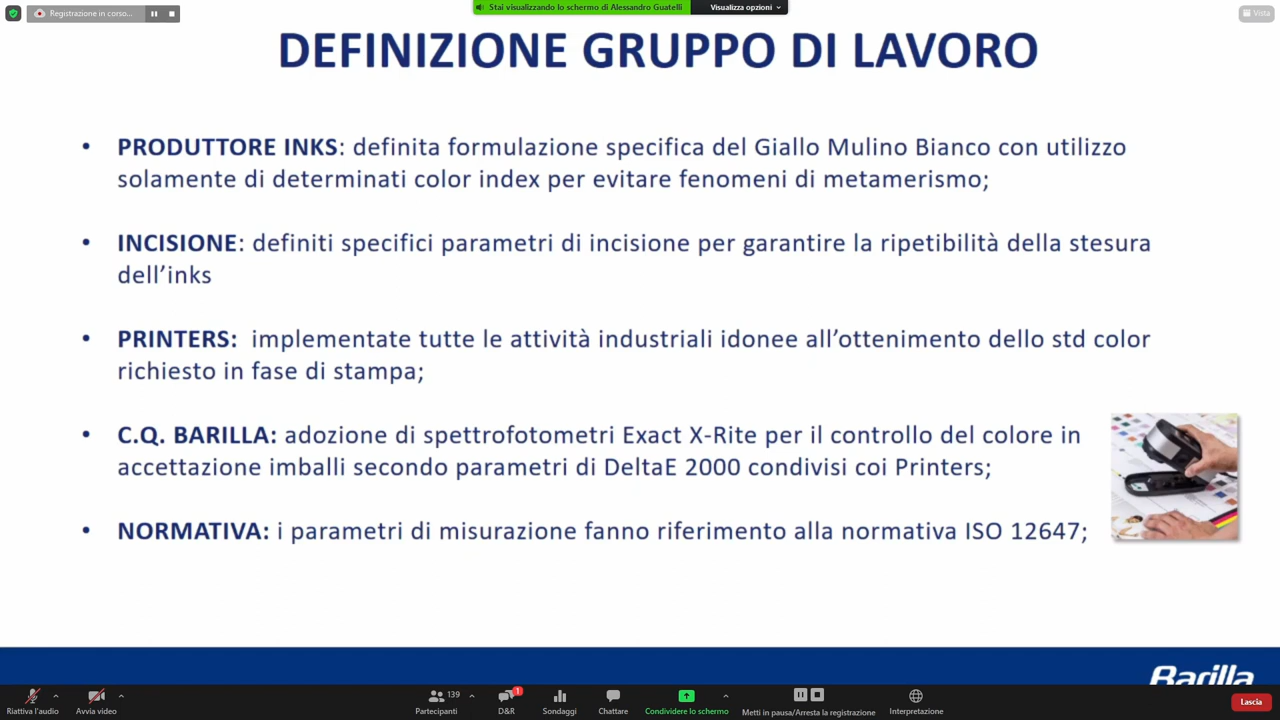 Registrazione in corso...
Stai visualizzando lo schermo di Alessandro Guatelli
Visualizza opzioni
Vista
DEFINIZIONE GRUPPO DI LAVORO
• PRODUTTORE INKS: definita formulazione specifica del Giallo Mulino Bianco con utilizzo
solamente di determinati color index per evitare fenomeni di metamerismo;
• INCISIONE: definiti specifici parametri di incisione per garantire la ripetibilità della stesura
dell’inks
• PRINTERS: implementate tutte le attività industriali idonee all’ottenimento dello std color
richiesto in fase di stampa;
• C.Q. BARILLA: adozione di spettrofotometri Exact X-Rite per il controllo del colore in
accettazione imballi secondo parametri di DeltaE 2000 condivisi coi Printers;
• NORMATIVA: i parametri di misurazione fanno riferimento alla normativa ISO 12647;
Barilla
139
1
Riattiva l'audio
Avvia video
Partecipanti
D&R
Sondaggi
Chattare
Condividere lo schermo
Metti in pausa/Arresta la registrazione
Interpretazione
Lascia